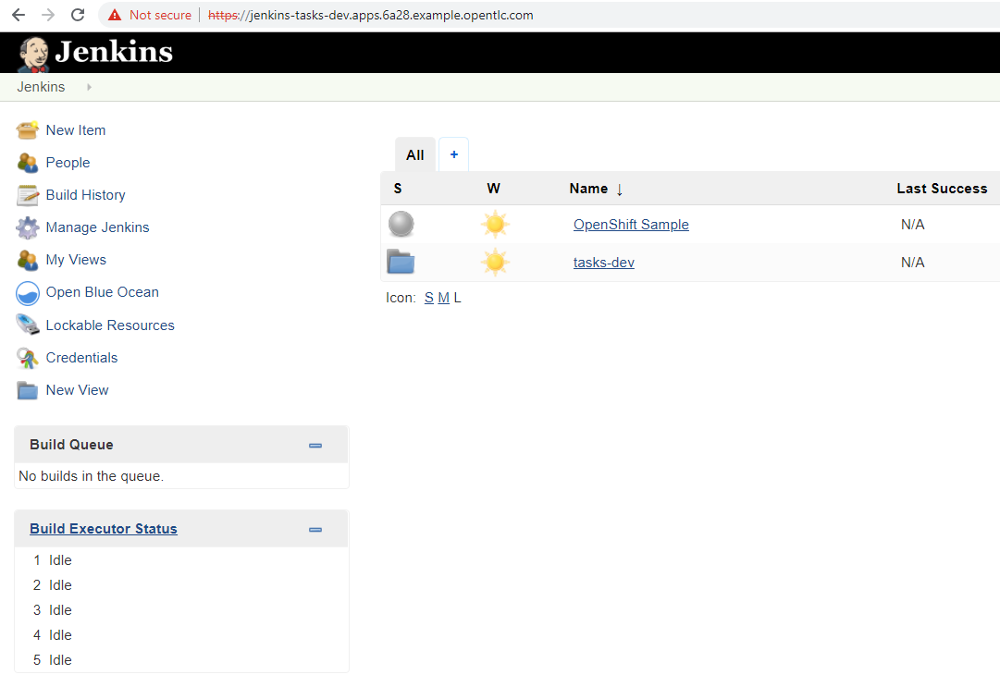 Not secure | https://jenkins-tasks-dev.apps.6a28.example.opentlc.com
Jenkins
Jenkins
New Item
People
Build History
Manage Jenkins
My Views
Open Blue Ocean
Lockable Resources
Credentials
New View
Build Queue
No builds in the queue.
Build Executor Status
1 Idle
2 Idle
3 Idle
4 Idle
5 Idle
All +
S W Name ↓ Last Success
OpenShift Sample N/A
tasks-dev N/A
Icon: S M L